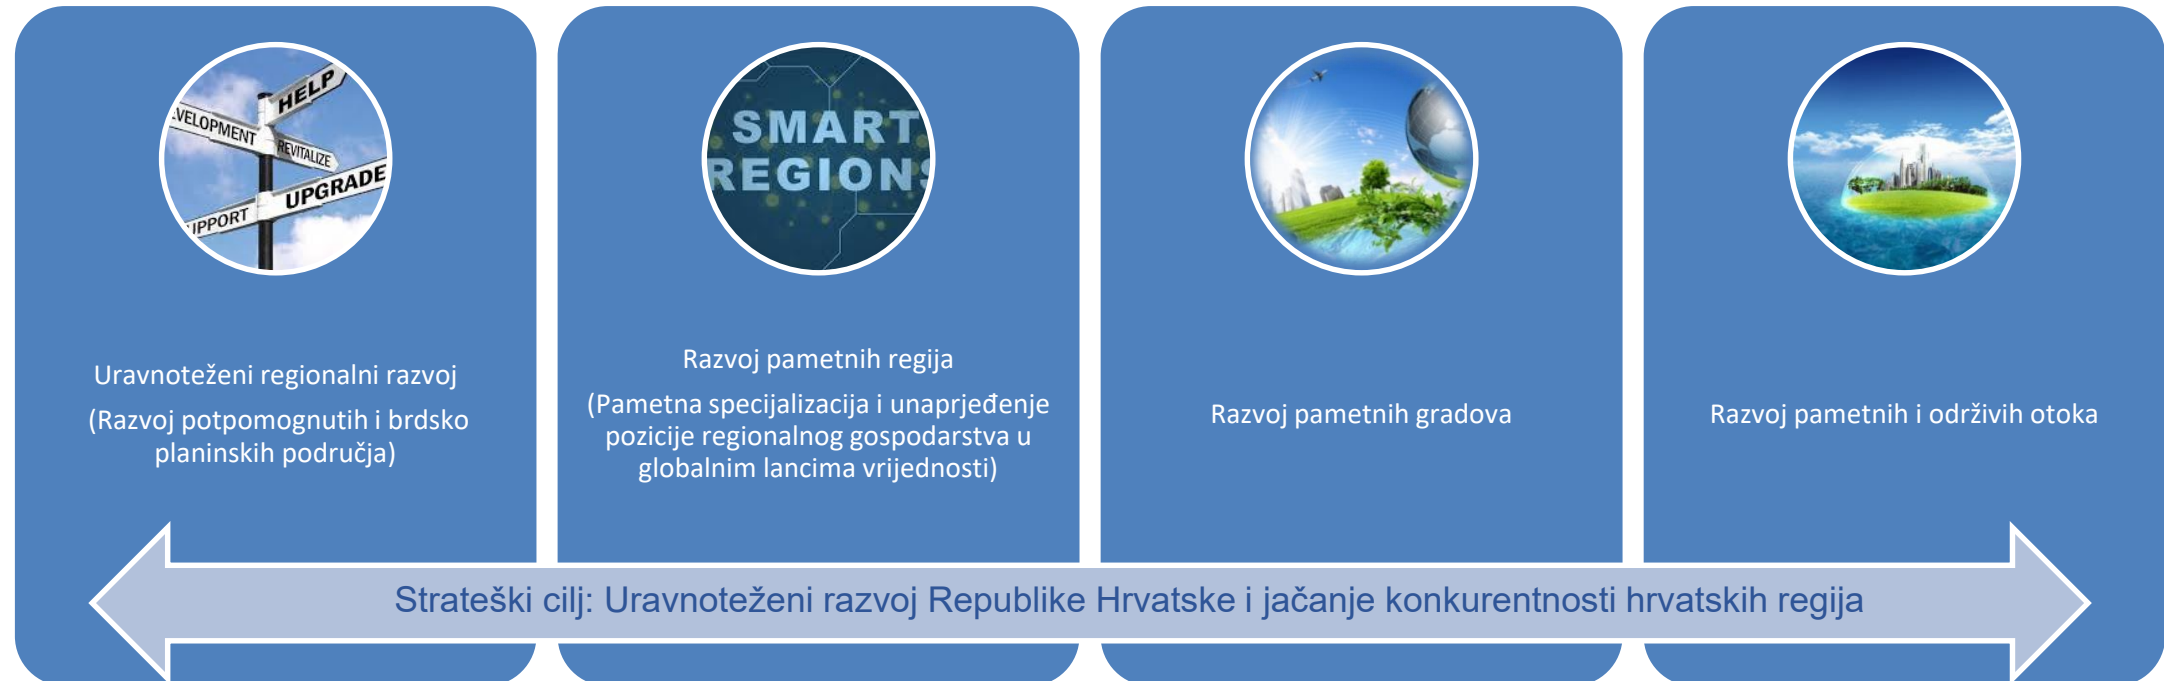 HELP
VELOPMENT
REVITALIZE
UPGRADE
UPPORT
SMART
REGIONS
Uravnoteženi regionalni razvoj
(Razvoj potpomognutih i brdsko
planinskih područja)
Razvoj pametnih regija
(Pametna specijalizacija i unaprjeđenje
pozicije regionalnog gospodarstva u
globalnim lancima vrijednosti)
Razvoj pametnih gradova
Razvoj pametnih i održivih otoka
Strateški cilj: Uravnoteženi razvoj Republike Hrvatske i jačanje konkurentnosti hrvatskih regija